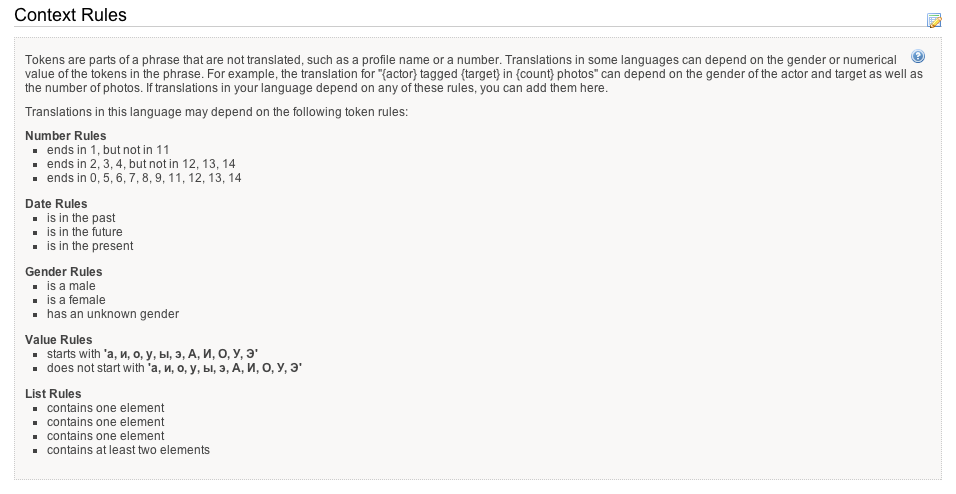 Context Rules
Tokens are parts of a phrase that are not translated, such as a profile name or a number. Translations in some languages can depend on the gender or numerical
value of the tokens in the phrase. For example, the translation for "{actor} tagged {target} in {count} photos" can depend on the gender of the actor and target as well as
the number of photos. If translations in your language depend on any of these rules, you can add them here.
Translations in this language may depend on the following token rules:
Number Rules
ends in 1, but not in 11
ends in 2, 3, 4, but not in 12, 13, 14
ends in 0, 5, 6, 7, 8, 9, 11, 12, 13, 14
Date Rules
is in the past
is in the future
is in the present
Gender Rules
is a male
is a female
has an unknown gender
Value Rules
starts with 'а, и, о, у, ы, э, А, И, О, У, Э'
does not start with 'а, и, о, у, ы, э, А, И, О, У, Э'
List Rules
contains one element
contains one element
contains one element
contains at least two elements